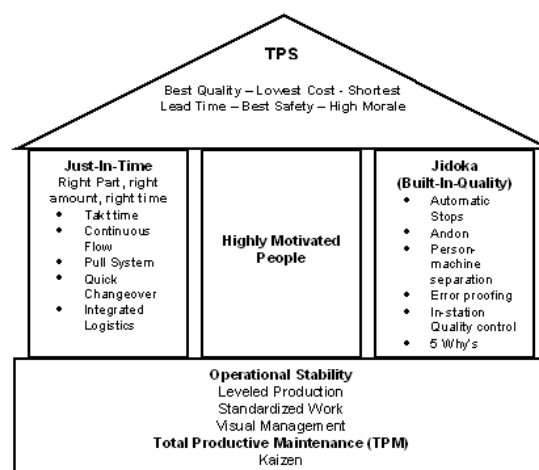 TPS
Best Quality – Lowest Cost - Shortest
Lead Time – Best Safety – High Morale
Just-In-Time
Right Part, right
amount, right time
• Takt time
• Continuous
Flow
• Pull System
• Quick
Changeover
• Integrated
Logistics
Highly Motivated
People
Jidoka
(Built-In-Quality)
• Automatic
Stops
• Andon
• Person-
machine
separation
• Error proofing
• In-station
Quality control
• 5 Why's
Operational Stability
Leveled Production
Standardized Work
Visual Management
Total Productive Maintenance (TPM)
Kaizen